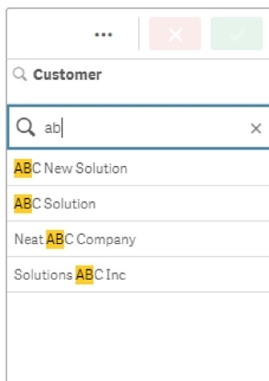 Customer
ab
ABC New Solution
ABC Solution
Neat ABC Company
Solutions ABC Inc